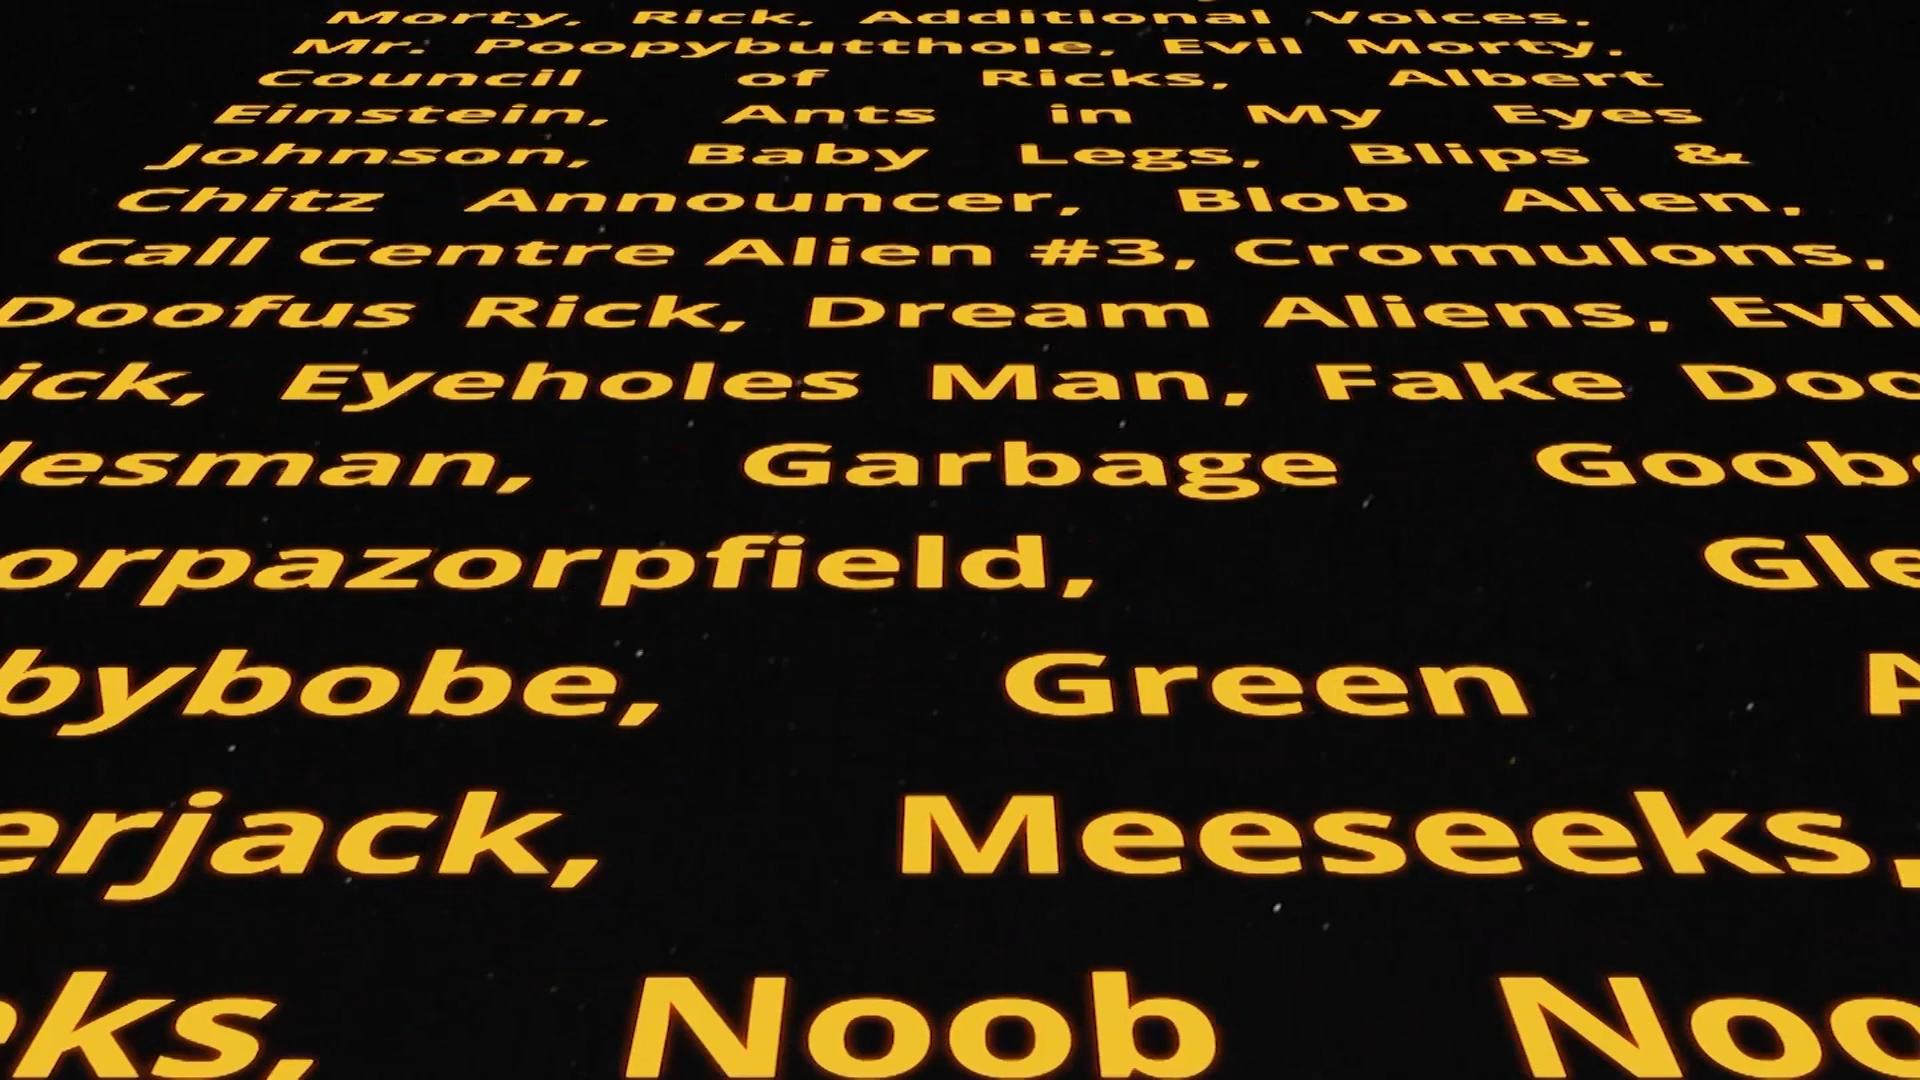 Morty, Rick, Additional Voices.
Mr. Poopybutthole, Evil Morty.
Council of Ricks, Albert
Einstein, Ants in My Eyes
Johnson, Baby Legs, Blips &
Chitz Announcer, Blob Alien,
Call Centre Alien #3, Cromulons,
Doofus Rick, Dream Aliens, Evil
ick, Eyeholes Man, Fake Doo
lesman, Garbage Goob
orpazorpfield, Gle
bybobe, Green A
erjack, Meeseeks,
eks, Noob Noo